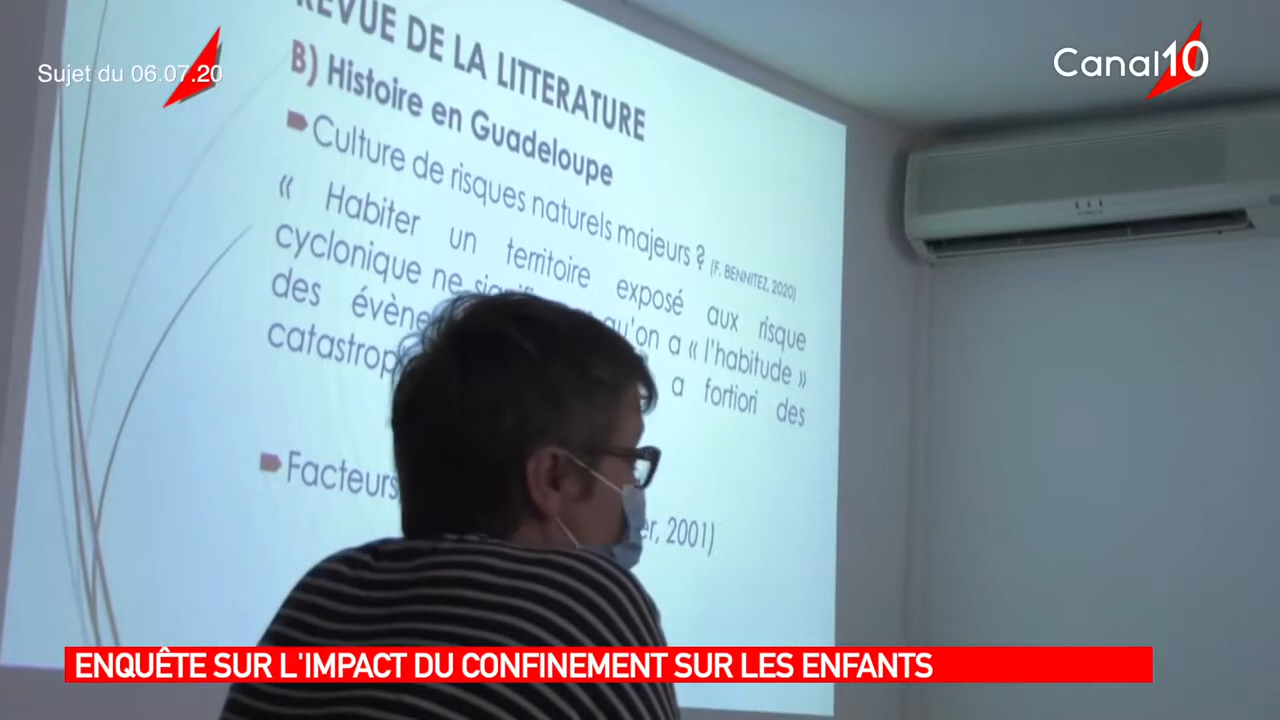 REVUE DE LA LITTERATURE
Sujet du 06.07.20
Canal10
B) Histoire en Guadeloupe
Culture de risques naturels majeurs ? (F. BENNITEZ, 2020)
« Habiter un territoire exposé aux risque
cyclonique ne qu'on a « l'habitude »
des a fortiori des
Facteurs
2001)
ENQUÊTE SUR L'IMPACT DU CONFINEMENT SUR LES ENFANTS